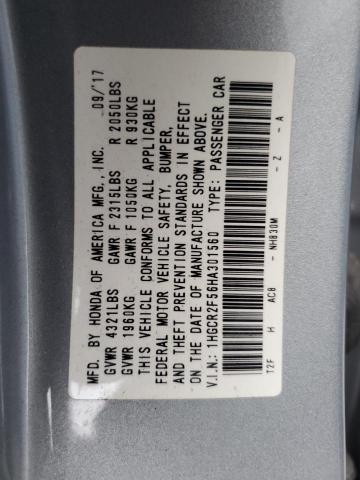 MFD. BY HONDA OF AMERICA MFG.,INC. 09/'17
GVWR 4321LBS GAWR F 2315LBS R 2050LBS
GVWR 1960KG GAWR F 1050KG R 930KG
THIS VEHICLE CONFORMS TO ALL APPLICABLE
FEDERAL MOTOR VEHICLE SAFETY, BUMPER,
AND THEFT PREVENTION STANDARDS IN EFFECT
ON THE DATE OF MANUFACTURE SHOWN ABOVE.
V.I.N.: 1HGCR2F56HA301560 TYPE: PASSENGER CAR
T2F H AC8 - NH830M - Z - A